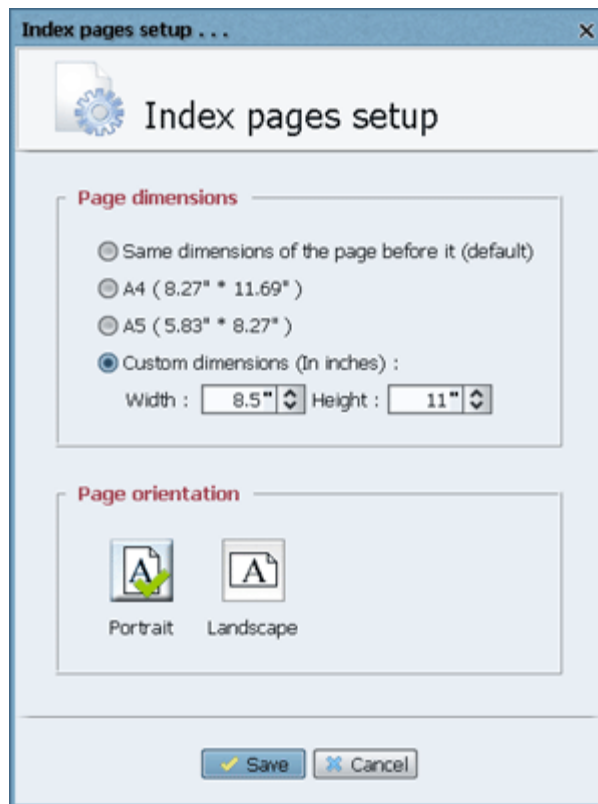 Index pages setup . . .
Index pages setup
Page dimensions
Same dimensions of the page before it (default)
A4 ( 8.27" * 11.69" )
A5 ( 5.83" * 8.27" )
Custom dimensions (In inches) :
Width : 8.5" Height : 11"
Page orientation
A A
Portrait Landscape
Save Cancel